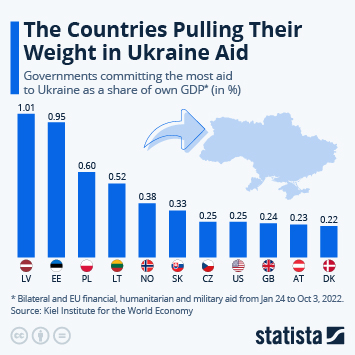 The Countries Pulling Their
Weight in Ukraine Aid
Governments committing the most aid
to Ukraine as a share of own GDP* (in %)
1.01 0.95 0.60 0.52 0.38 0.33 0.25 0.25 0.24 0.23 0.22
LV EE PL LT NO SK CZ US GB AT DK
* Bilateral and EU financial, humanitarian and military aid from Jan 24 to Oct 3, 2022.
Source: Kiel Institute for the World Economy
statista